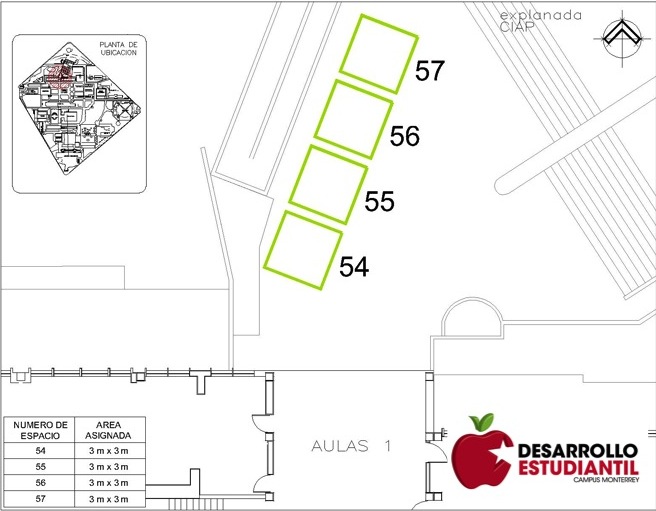 PLANTA DE
UBICACION
explanada
CIAP
57
56
55
54
AULAS 1
NUMERO DE ESPACIO
AREA ASIGNADA
54 3 m x 3 m
55 3 m x 3 m
56 3 m x 3 m
57 3 m x 3 m
DESARROLLO
ESTUDIANTIL
CAMPUS MONTERREY